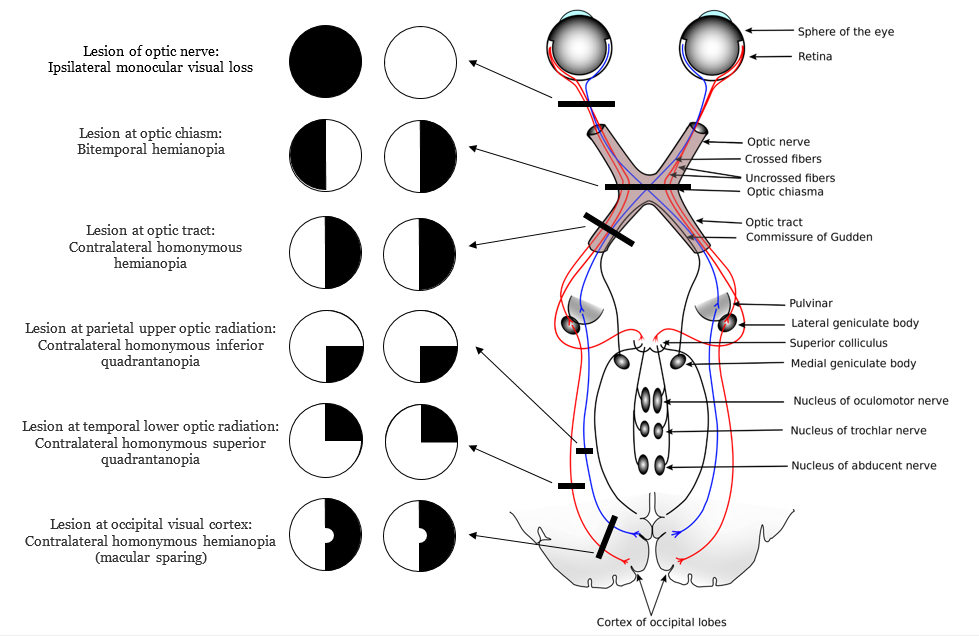 Lesion of optic nerve:
Ipsilateral monocular visual loss
Lesion at optic chiasm:
Bitemporal hemianopia
Lesion at optic tract:
Contralateral homonymous
hemianopia
Lesion at parietal upper optic radiation:
Contralateral homonymous inferior
quadrantanopia
Lesion at temporal lower optic radiation:
Contralateral homonymous superior
quadrantanopia
Lesion at occipital visual cortex:
Contralateral homonymous hemianopia
(macular sparing)
Sphere of the eye
Retina
Optic nerve
Crossed fibers
Uncrossed fibers
Optic chiasma
Optic tract
Commissure of Gudden
Pulvinar
Lateral geniculate body
Superior colliculus
Medial geniculate body
Nucleus of oculomotor nerve
Nucleus of trochlar nerve
Nucleus of abducent nerve
Cortex of occipital lobes